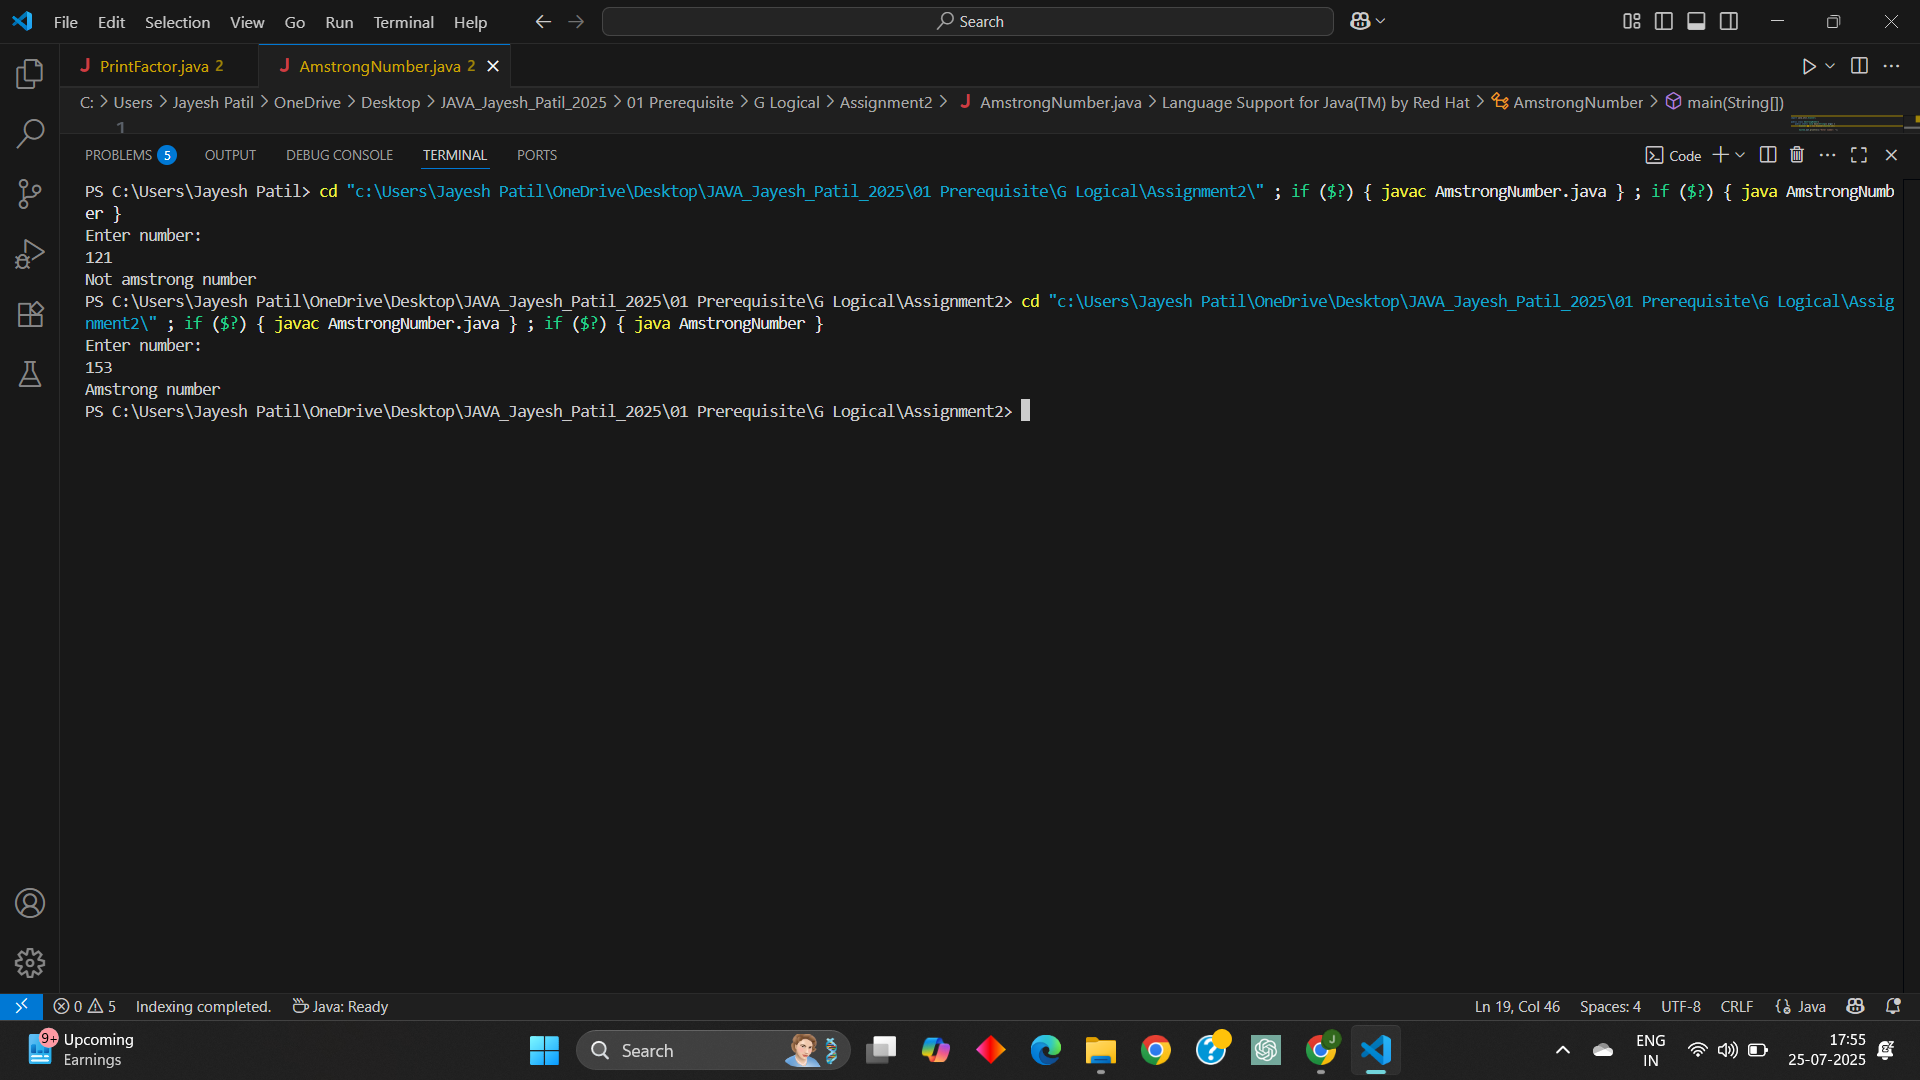 File Edit Selection View Go Run Terminal Help Search
PrintFactor.java 2 AmstrongNumber.java 2
C: > Users > Jayesh Patil > OneDrive > Desktop > JAVA_Jayesh_Patil_2025 > 01 Prerequisite > G Logical > Assignment2 > J AmstrongNumber.java > Language Support for Java(TM) by Red Hat > AmstrongNumber > main(String[])
1
PROBLEMS 5 OUTPUT DEBUG CONSOLE TERMINAL PORTS Code
PS C:\Users\Jayesh Patil> cd "c:\Users\Jayesh Patil\OneDrive\Desktop\JAVA_Jayesh_Patil_2025\01 Prerequisite\G Logical\Assignment2\" ; if ($?) { javac AmstrongNumber.java } ; if ($?) { java AmstrongNumb
er }
Enter number:
121
Not amstrong number
PS C:\Users\Jayesh Patil\OneDrive\Desktop\JAVA_Jayesh_Patil_2025\01 Prerequisite\G Logical\Assignment2> cd "c:\Users\Jayesh Patil\OneDrive\Desktop\JAVA_Jayesh_Patil_2025\01 Prerequisite\G Logical\Assig
nment2\" ; if ($?) { javac AmstrongNumber.java } ; if ($?) { java AmstrongNumber }
Enter number:
153
Amstrong number
PS C:\Users\Jayesh Patil\OneDrive\Desktop\JAVA_Jayesh_Patil_2025\01 Prerequisite\G Logical\Assignment2>
0 5 Indexing completed. Java: Ready Ln 19, Col 46 Spaces: 4 UTF-8 CRLF {} Java
9+ Upcoming
Earnings
Search
J
ENG
IN
17:55
25-07-2025